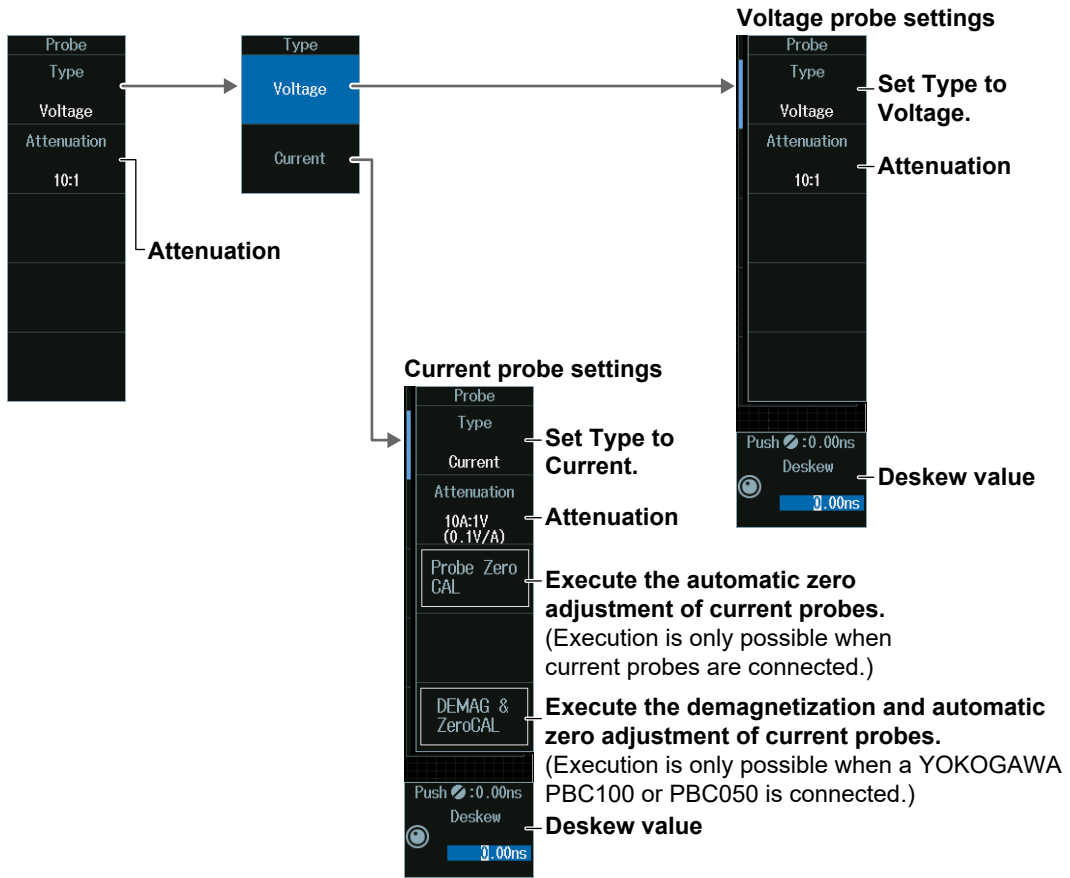 Probe
Type
Voltage
Attenuation
10:1
Attenuation
Type
Voltage
Current
Voltage probe settings
Probe
Type
Voltage
Attenuation
10:1
Set Type to
Voltage.
Attenuation
Push :0.00ns
Deskew
0.00ns
Deskew value
Current probe settings
Probe
Type
Current
Attenuation
10A:1V
(0.1V/A)
Probe Zero
CAL
DEMAG &
ZeroCAL
Push :0.00ns
Deskew
0.00ns
Set Type to
Current.
Attenuation
Execute the automatic zero
adjustment of current probes.
(Execution is only possible when
current probes are connected.)
Execute the demagnetization and automatic
zero adjustment of current probes.
(Execution is only possible when a YOKOGAWA
PBC100 or PBC050 is connected.)
Deskew value